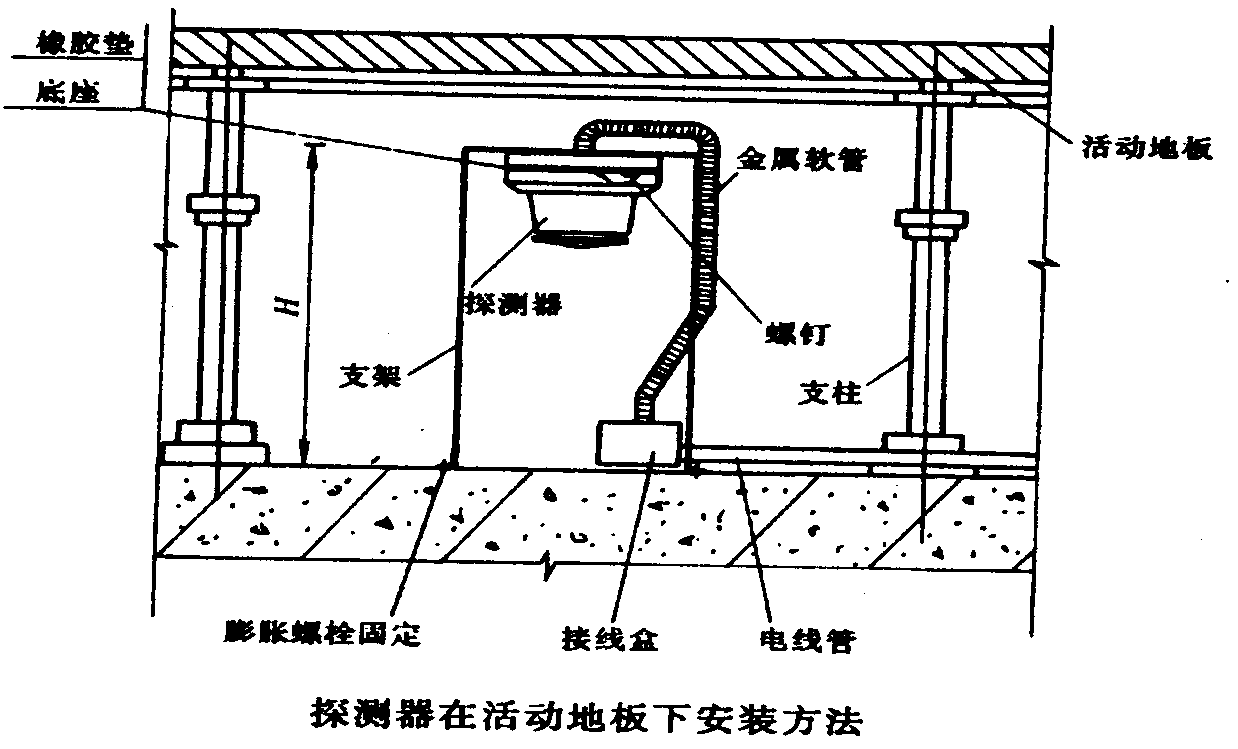 橡胶垫
底座
活动地板
金属软管
探测器
H
螺钉
支架
支柱
膨胀螺栓固定
接线盒
电线管
探测器在活动地板下安装方法